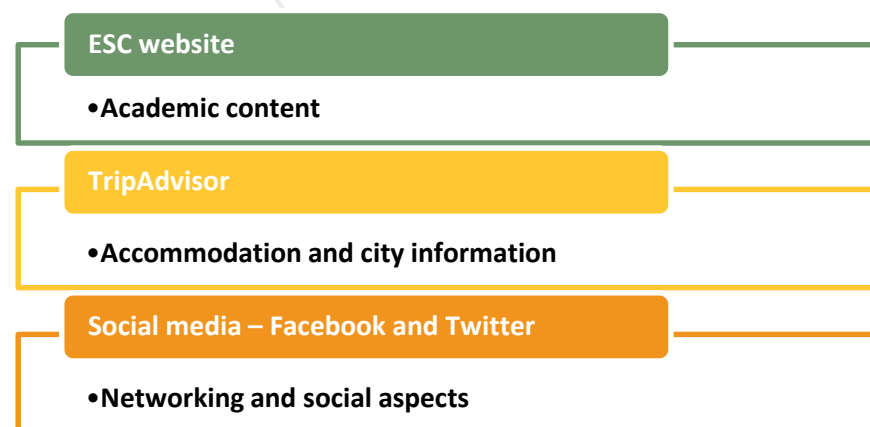 ESC website
•Academic content
TripAdvisor
•Accommodation and city information
Social media – Facebook and Twitter
•Networking and social aspects